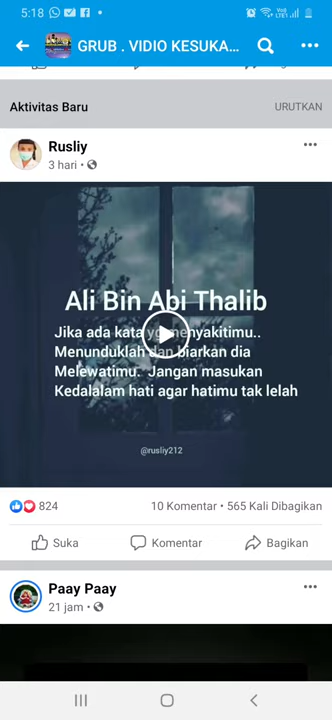 5:18
GRUB . VIDIO KESUKA...
Aktivitas Baru
URUTKAN
Rusliy
3 hari •
Ali Bin Abi Thalib
Jika ada kata yg menyakitimu..
Menunduklah dan biarkan dia
Melewatimu. Jangan masukan
Kedalalam hati agar hatimu tak lelah
@rusliy212
824
10 Komentar • 565 Kali Dibagikan
Suka
Komentar
Bagikan
Paay Paay
21 jam •